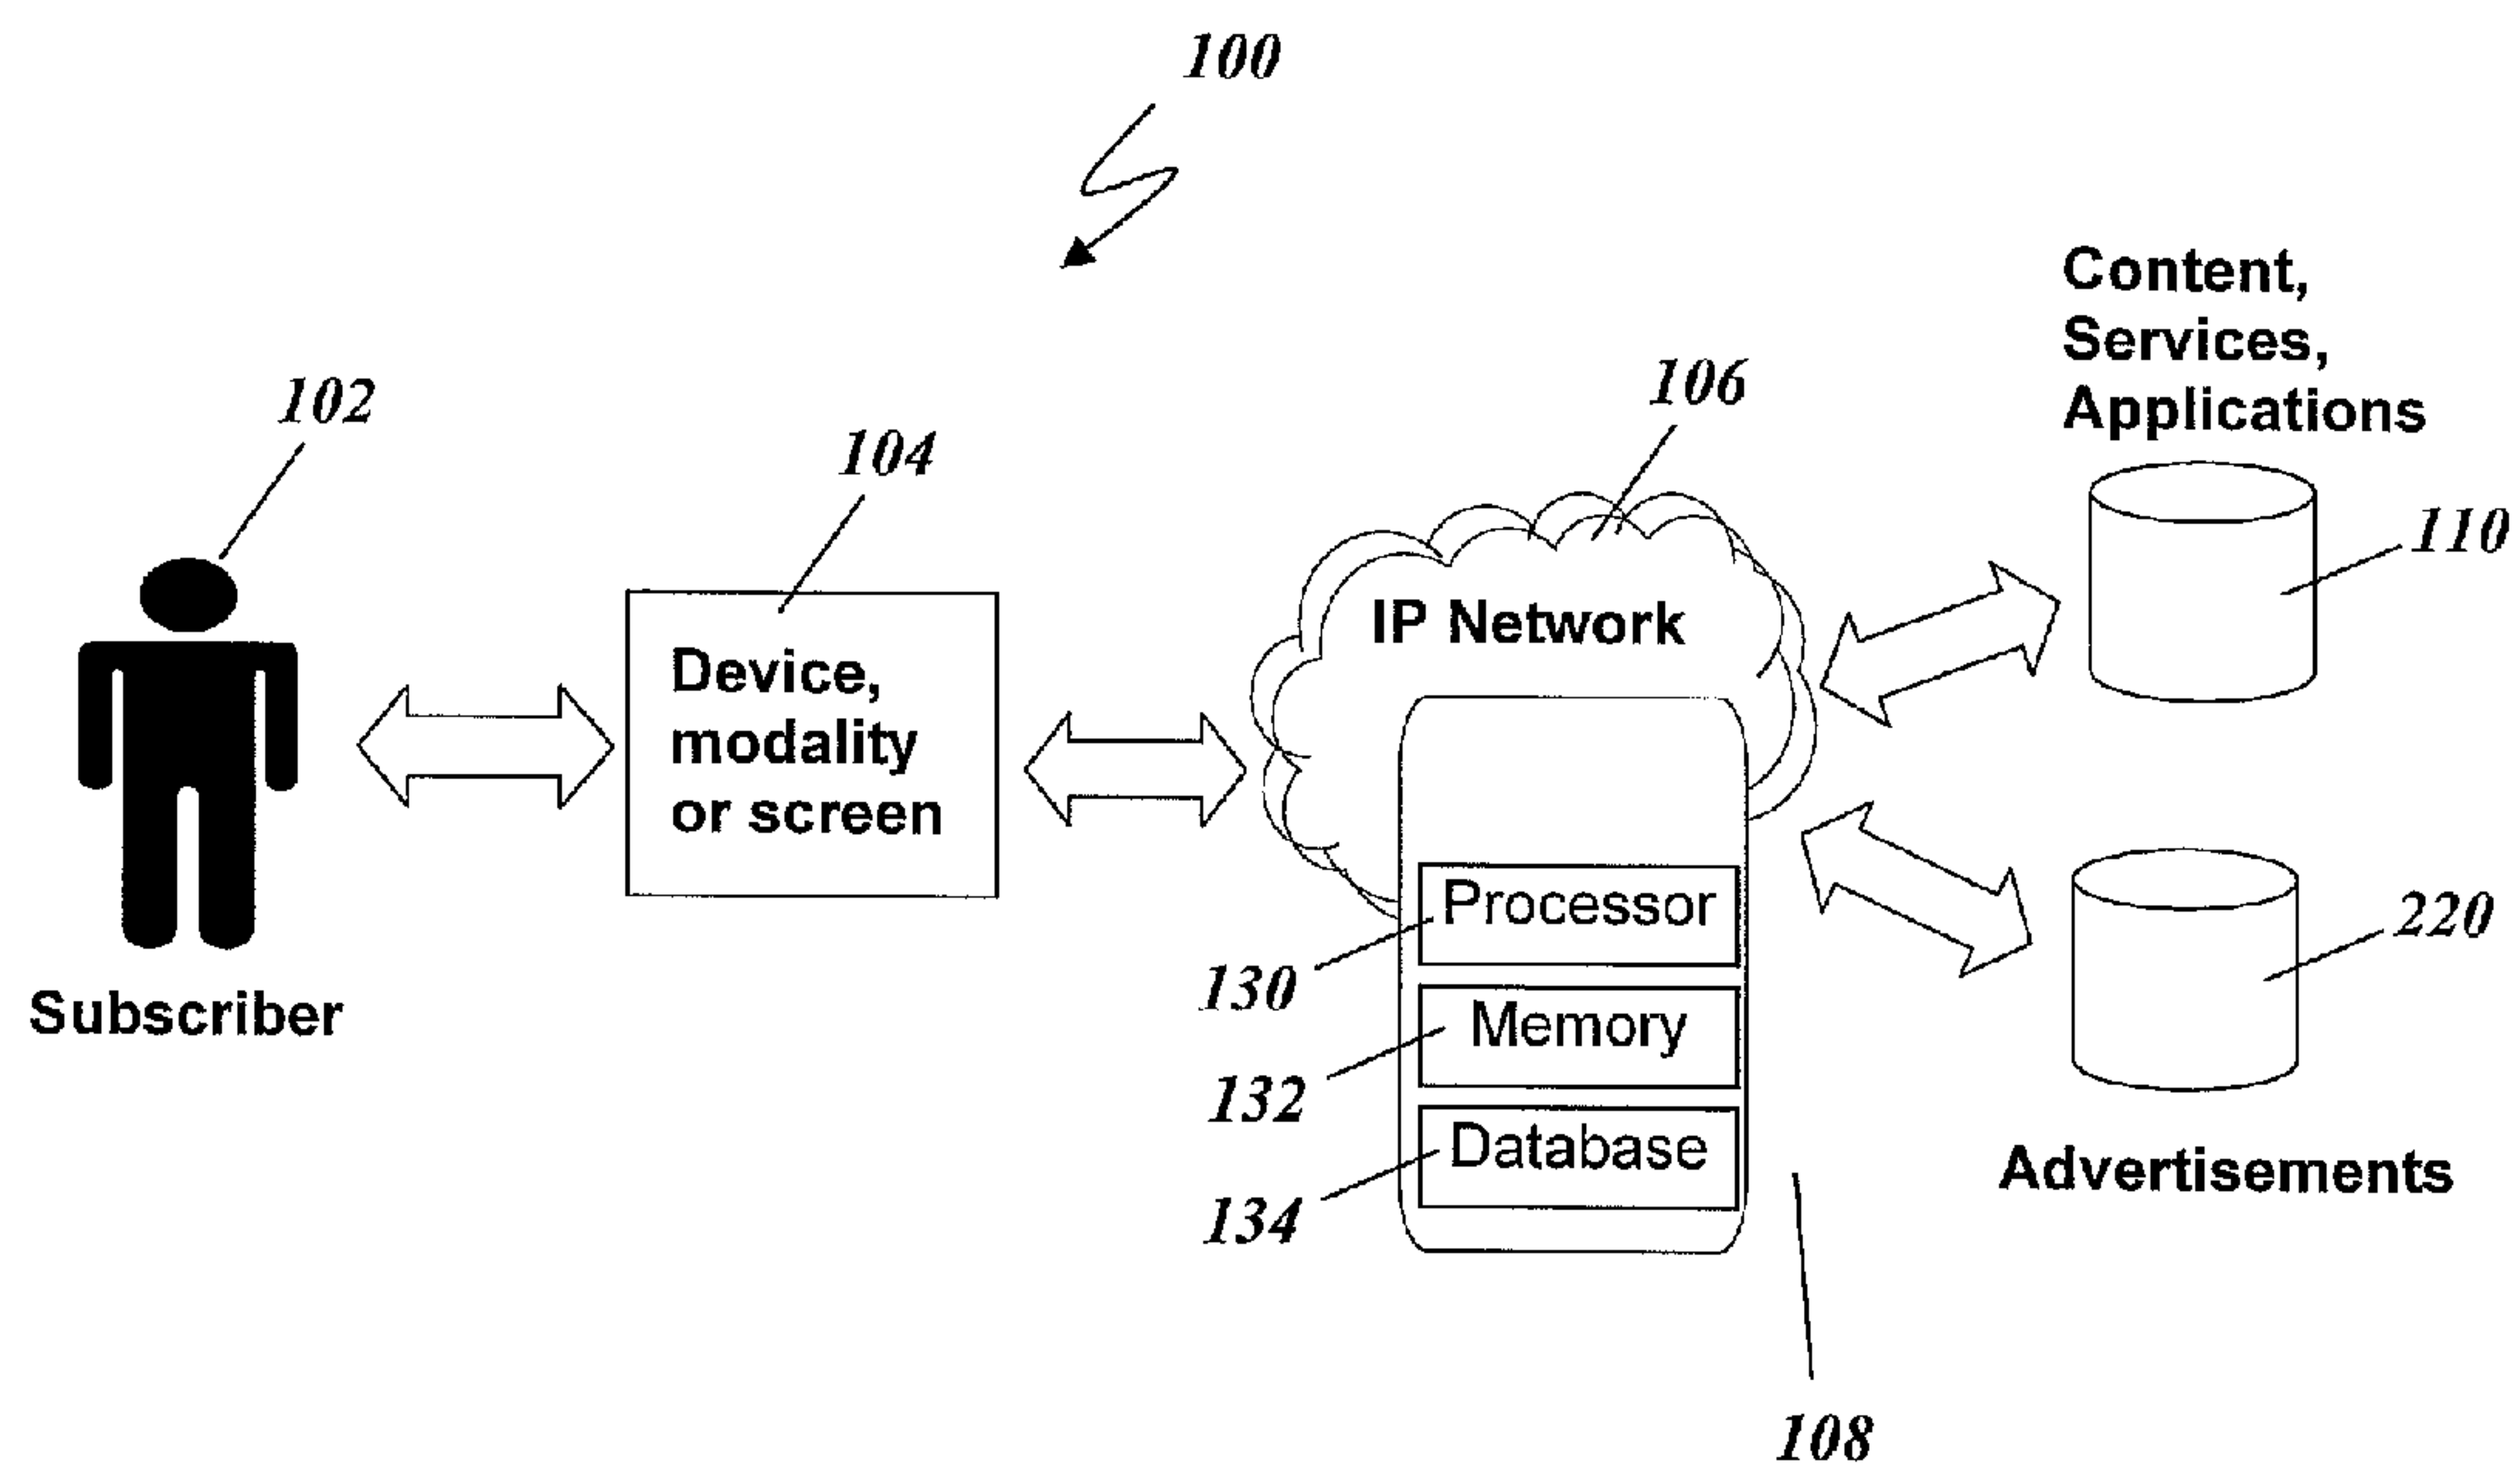 100
Content,
Services,
Applications
102
104
106
110
IP Network
Device,
modality
or screen
Processor
220
130
Subscriber
Memory
132
Database
Advertisements
134
108